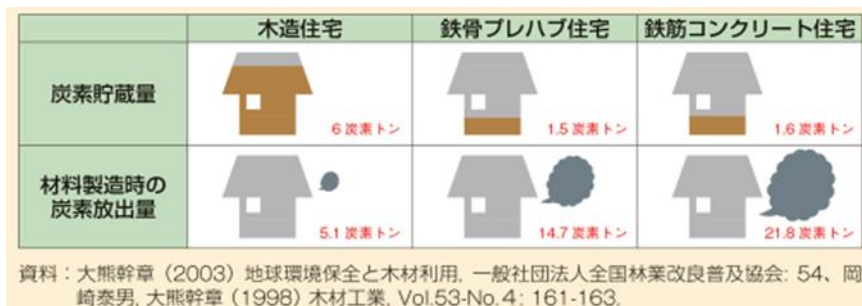 木造住宅 鉄骨プレハブ住宅 鉄筋コンクリート住宅
炭素貯蔵量 6 炭素トン 1.5 炭素トン 1.6 炭素トン
材料製造時の
炭素放出量 5.1 炭素トン 14.7 炭素トン 21.8 炭素トン
資料：大熊幹章（2003）地球環境保全と木材利用, 一般社団法人全国林業改良普及協会: 54、岡
崎泰男, 大熊幹章（1998）木材工業, Vol.53-No.4: 161-163.